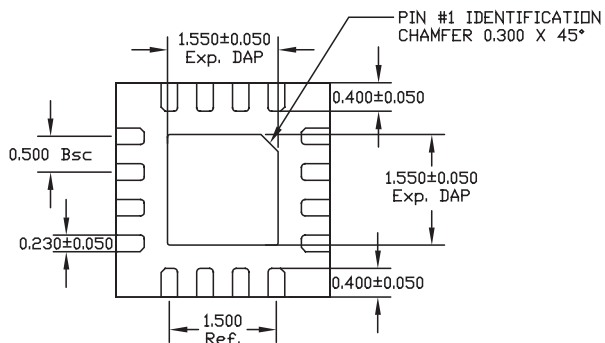 PIN #1 IDENTIFICATION
CHAMFER 0.300 X 45°
1.550±0.050
Exp. DAP
0.400±0.050
0.500 Bsc
1.550±0.050
Exp. DAP
0.230±0.050
0.400±0.050
1.500
Ref.